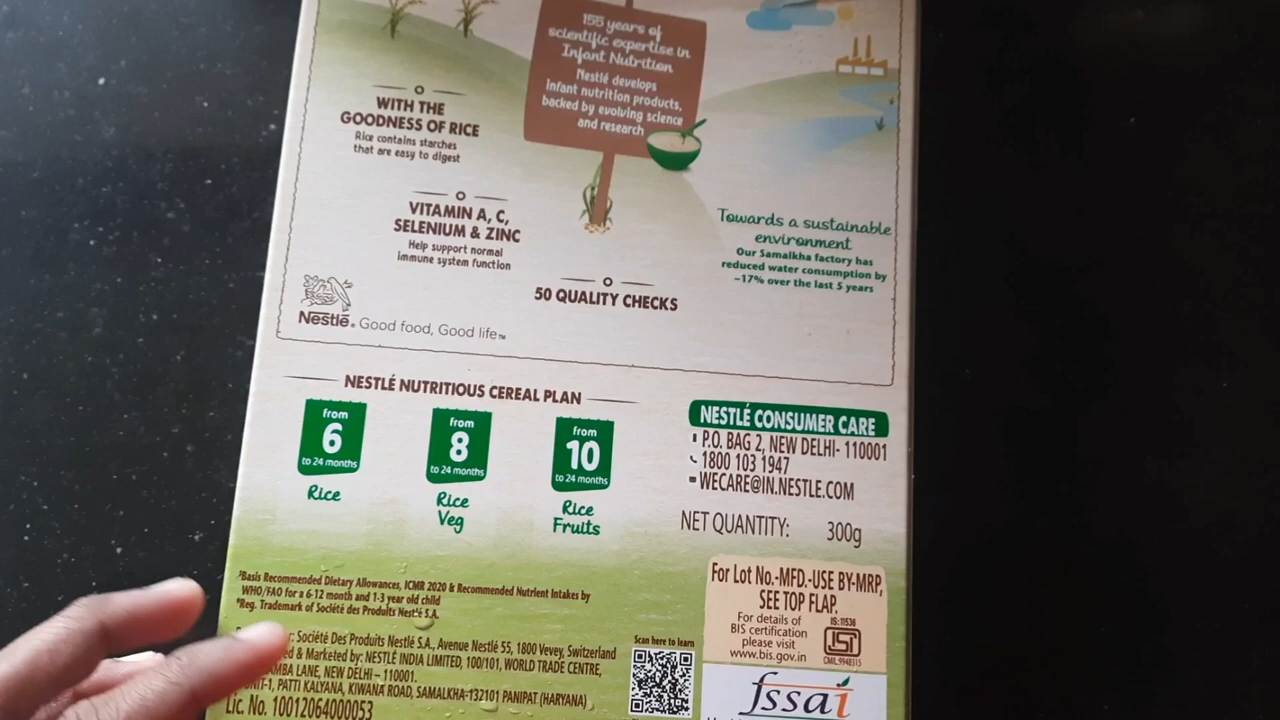 155 years of
scientific expertise in
Infant Nutrition
Nestlé develops
infant nutrition products,
backed by evolving science
and research
WITH THE
GOODNESS OF RICE
Rice contains starches
that are easy to digest
VITAMIN A, C,
SELENIUM & ZINC
Help support normal
immune system function
50 QUALITY CHECKS
Towards a sustainable
environment
Our Samalkha factory has
reduced water consumption by
~17% over the last 5 years
Nestlé® Good food, Good life™
NESTLÉ NUTRITIOUS CEREAL PLAN
from
6
to 24 months
Rice
from
8
to 24 months
Rice
Veg
from
10
to 24 months
Rice
Fruits
NESTLÉ CONSUMER CARE
P.O. BAG 2, NEW DELHI- 110001
1800 103 1947
WECARE@IN.NESTLE.COM
NET QUANTITY: 300g
Basis Recommended Dietary Allowances, ICMR 2020 & Recommended Nutrient Intakes by
WHO/FAO for a 6-12 month and 1-3 year old child
Reg. Trademark of Société des Produits Nestlé S.A.
Société Des Produits Nestlé S.A., Avenue Nestlé 55, 1800 Vevey, Switzerland
& Marketed by: NESTLÉ INDIA LIMITED, 100/101, WORLD TRADE CENTRE,
LANE, NEW DELHI – 110001.
PATTI KALYANA, KIWANA ROAD, SAMALKHA-132101 PANIPAT (HARYANA)
Lic. No. 10012064000053
Scan here to learn
For Lot No.-MFD.-USE BY-MRP,
SEE TOP FLAP.
For details of
BIS certification
please visit
www.bis.gov.in
IS: 11536
CM/L:9948315
fssai